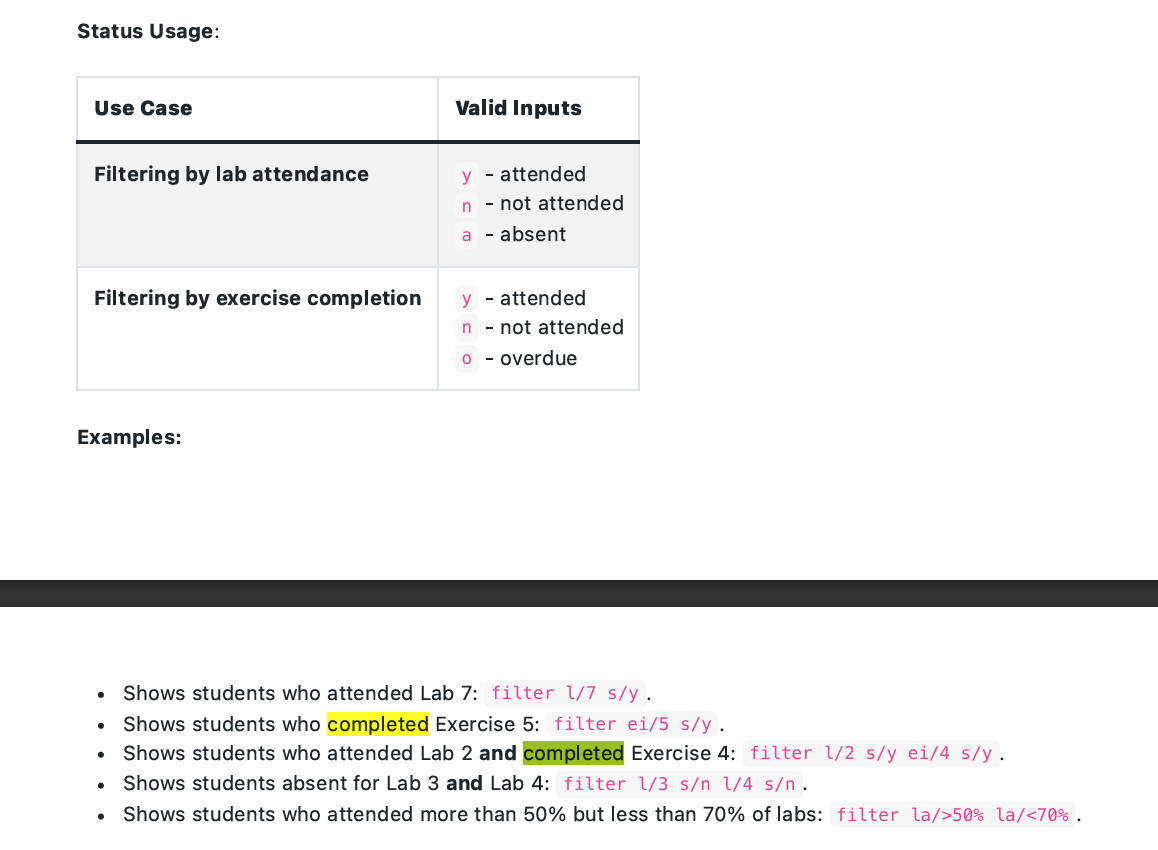 Status Usage:
Use Case Valid Inputs
Filtering by lab attendance y - attended
n - not attended
a - absent
Filtering by exercise completion y - attended
n - not attended
o - overdue
Examples:
• Shows students who attended Lab 7: filter l/7 s/y .
• Shows students who completed Exercise 5: filter ei/5 s/y .
• Shows students who attended Lab 2 and completed Exercise 4: filter l/2 s/y ei/4 s/y .
• Shows students absent for Lab 3 and Lab 4: filter l/3 s/n l/4 s/n .
• Shows students who attended more than 50% but less than 70% of labs: filter la/>50% la/<70% .